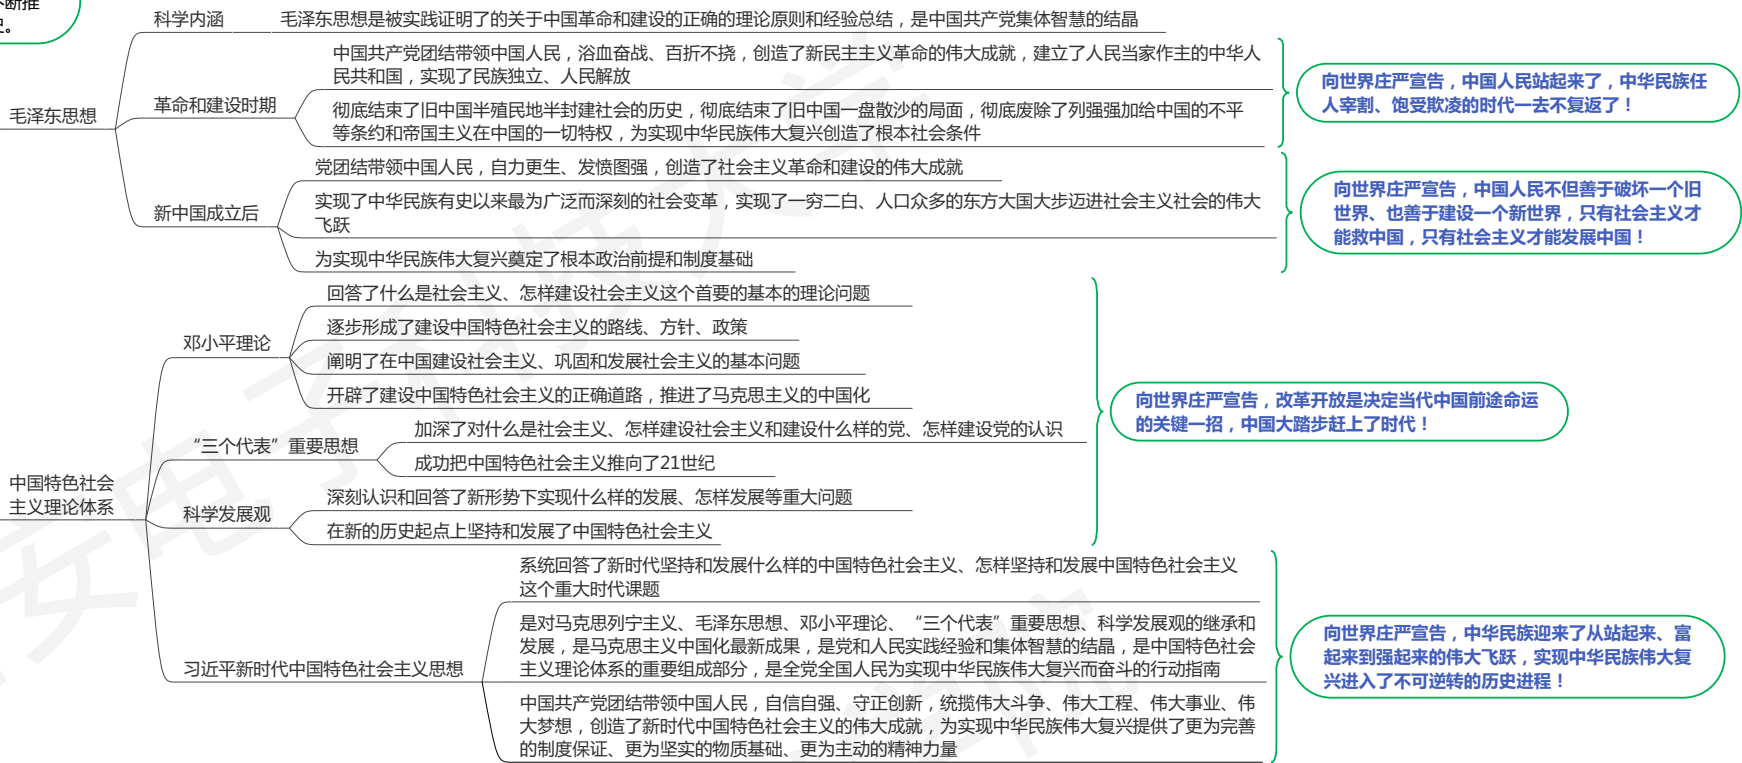 不断推
史。
科学内涵
毛泽东思想是被实践证明了的关于中国革命和建设的正确的理论原则和经验总结，是中国共产党集体智慧的结晶
中国共产党团结带领中国人民，浴血奋战、百折不挠，创造了新民主主义革命的伟大成就，建立了人民当家作主的中华人
民共和国，实现了民族独立、人民解放
向世界庄严宣告，中国人民站起来了，中华民族任
人宰割、饱受欺凌的时代一去不复返了！
毛泽东思想
革命和建设时期
彻底结束了旧中国半殖民地半封建社会的历史，彻底结束了旧中国一盘散沙的局面，彻底废除了列强强加给中国的不平
等条约和帝国主义在中国的一切特权，为实现中华民族伟大复兴创造了根本社会条件
党团结带领中国人民，自力更生、发愤图强，创造了社会主义革命和建设的伟大成就
新中国成立后
实现了中华民族有史以来最为广泛而深刻的社会变革，实现了一穷二白、人口众多的东方大国大步迈进社会主义社会的伟大
飞跃
向世界庄严宣告，中国人民不但善于破坏一个旧
世界、也善于建设一个新世界，只有社会主义才
能救中国，只有社会主义才能发展中国！
为实现中华民族伟大复兴奠定了根本政治前提和制度基础
回答了什么是社会主义、怎样建设社会主义这个首要的基本的理论问题
逐步形成了建设中国特色社会主义的路线、方针、政策
邓小平理论
阐明了在中国建设社会主义、巩固和发展社会主义的基本问题
开辟了建设中国特色社会主义的正确道路，推进了马克思主义的中国化
向世界庄严宣告，改革开放是决定当代中国前途命运
的关键一招，中国大踏步赶上了时代！
“三个代表”重要思想
加深了对什么是社会主义、怎样建设社会主义和建设什么样的党、怎样建设党的认识
成功把中国特色社会主义推向了21世纪
中国特色社会
主义理论体系
科学发展观
深刻认识和回答了新形势下实现什么样的发展、怎样发展等重大问题
在新的历史起点上坚持和发展了中国特色社会主义
系统回答了新时代坚持和发展什么样的中国特色社会主义、怎样坚持和发展中国特色社会主义
这个重大时代课题
习近平新时代中国特色社会主义思想
是对马克思列宁主义、毛泽东思想、邓小平理论、“三个代表”重要思想、科学发展观的继承和
发展，是马克思主义中国化最新成果，是党和人民实践经验和集体智慧的结晶，是中国特色社会
主义理论体系的重要组成部分，是全党全国人民为实现中华民族伟大复兴而奋斗的行动指南
向世界庄严宣告，中华民族迎来了从站起来、富
起来到强起来的伟大飞跃，实现中华民族伟大复
兴进入了不可逆转的历史进程！
中国共产党团结带领中国人民，自信自强、守正创新，统揽伟大斗争、伟大工程、伟大事业、伟
大梦想，创造了新时代中国特色社会主义的伟大成就，为实现中华民族伟大复兴提供了更为完善
的制度保证、更为坚实的物质基础、更为主动的精神力量
安电子科技大学